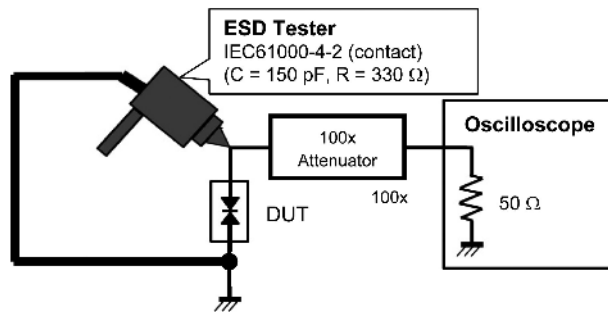 ESD Tester
IEC61000-4-2 (contact)
(C = 150 pF, R = 330 Ω)
100x
Attenuator
100x
Oscilloscope
50 Ω
DUT